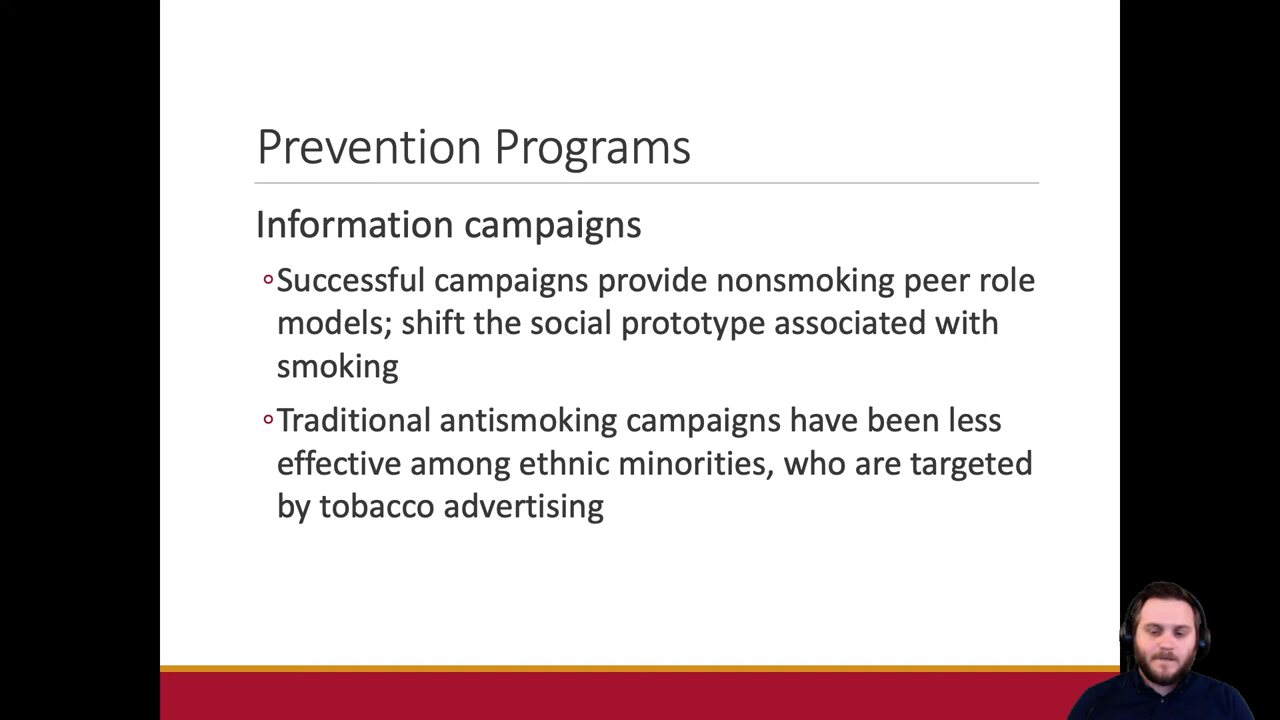 Prevention Programs
Information campaigns
◦Successful campaigns provide nonsmoking peer role
models; shift the social prototype associated with
smoking
◦Traditional antismoking campaigns have been less
effective among ethnic minorities, who are targeted
by tobacco advertising